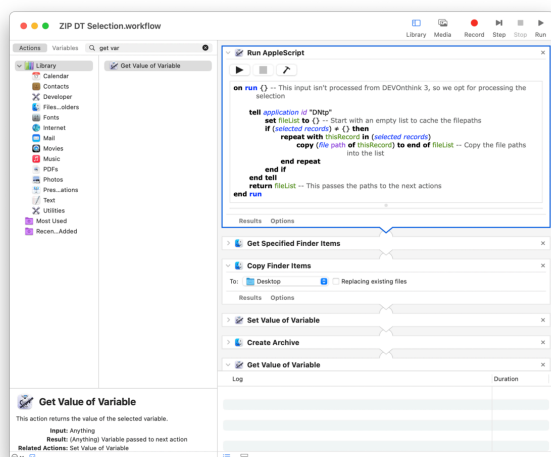 ZIP DT Selection.workflow
Library Media Record Step Stop Run
Actions Variables get var
Library
Calendar
Contacts
Developer
Files...olders
Fonts
Internet
Mail
Movies
Music
PDFs
Photos
Pres...ations
Text
Utilities
Most Used
Recen...Added
Get Value of Variable
Run AppleScript
on run {} -- This input isn't processed from DEVOnthink 3, so we opt for processing the
selection
tell application id "DNtp"
set fileList to {} -- Start with an empty list to cache the filepaths
if (selected records) ≠ {} then
repeat with thisRecord in (selected records)
copy (file path of thisRecord) to end of fileList -- Copy the file paths
into the list
end repeat
end if
end tell
return fileList -- This passes the paths to the next actions
end run
Results Options
Get Specified Finder Items
Copy Finder Items
To: Desktop Replacing existing files
Results Options
Set Value of Variable
Create Archive
Get Value of Variable
Log Duration
Get Value of
Variable
This action returns the value of the selected variable.
Input: Anything
Result: (Anything) Variable passed to next action
Related Actions: Set Value of Variable